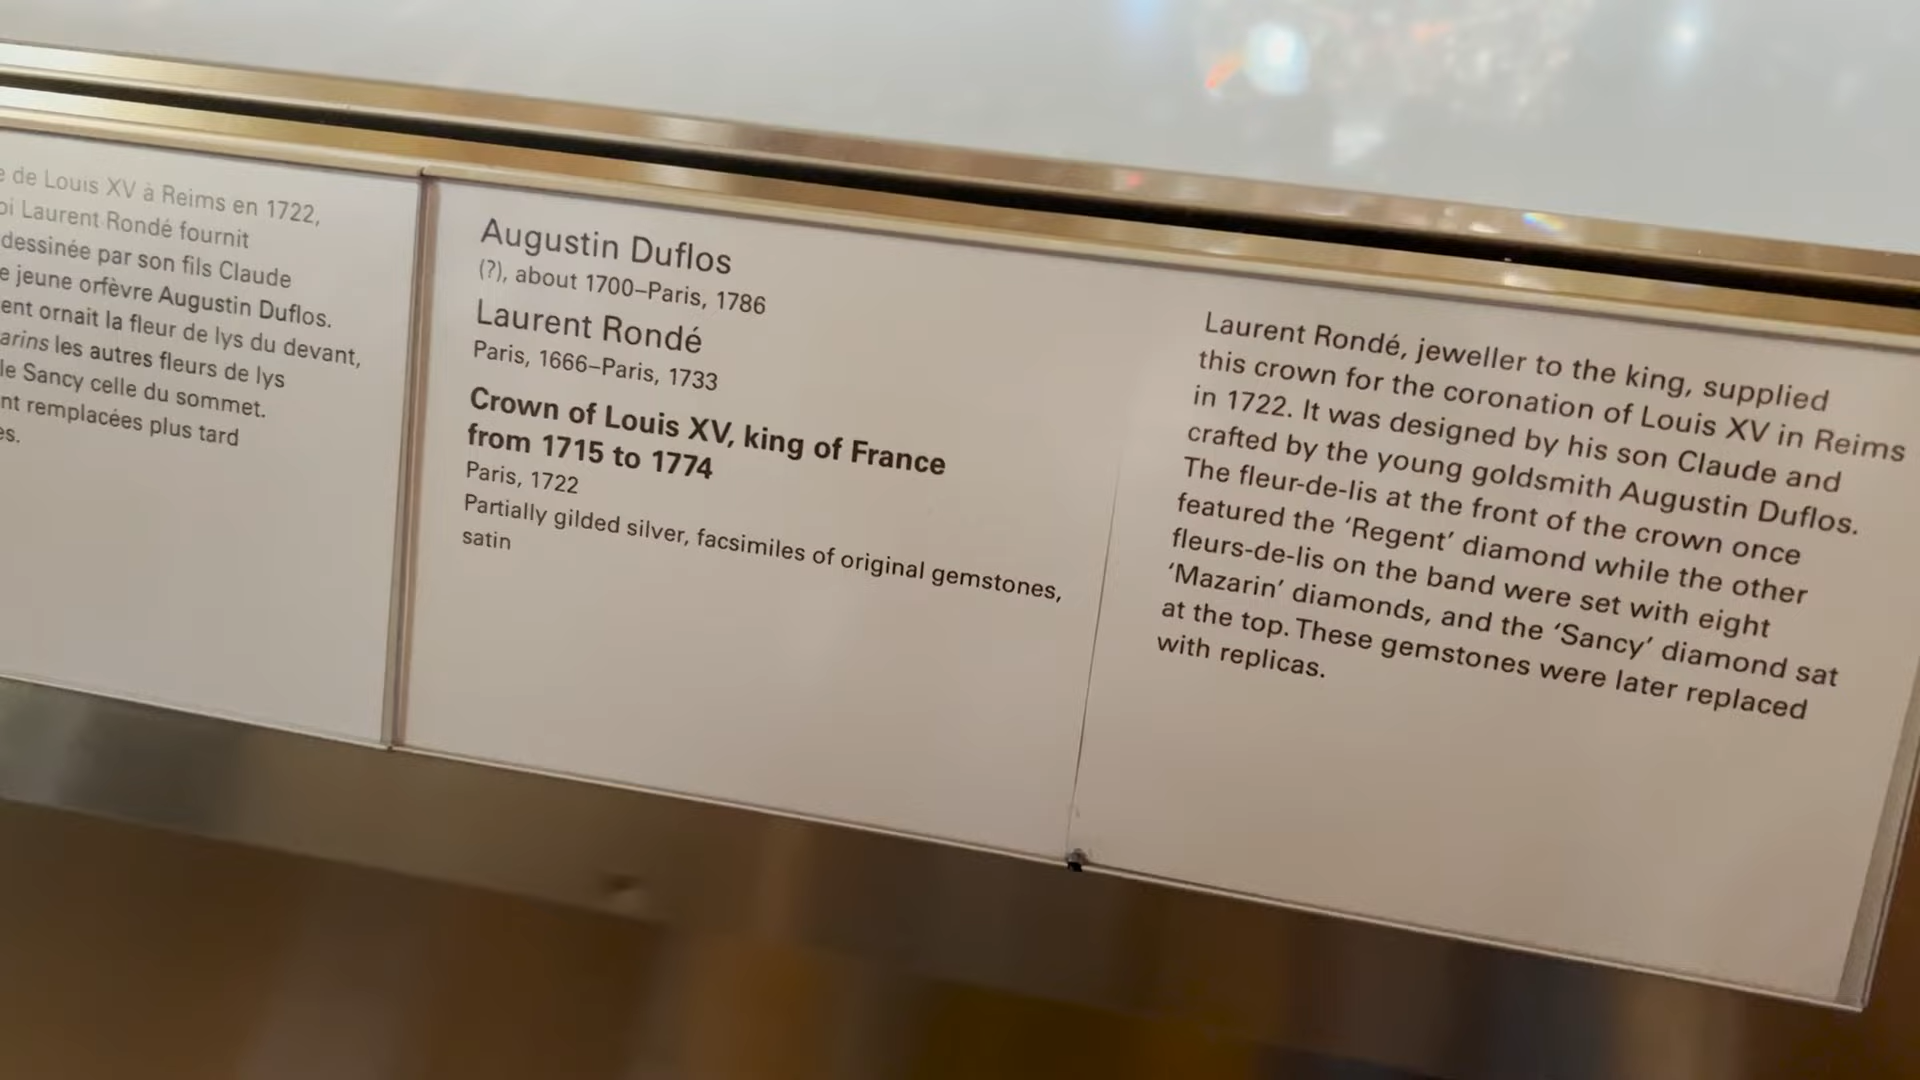 de Louis XV à Reims en 1722,
Laurent Rondé fournit
dessinée par son fils Claude
jeune orfèvre Augustin Duflos.
ornait la fleur de lys du devant,
les autres fleurs de lys
le Sancy celle du sommet.
remplacées plus tard
Augustin Duflos
(?), about 1700–Paris, 1786
Laurent Rondé
Paris, 1666–Paris, 1733
Crown of Louis XV, king of France
from 1715 to 1774
Paris, 1722
Partially gilded silver, facsimiles of original gemstones,
satin
Laurent Rondé, jeweller to the king, supplied
this crown for the coronation of Louis XV in Reims
in 1722. It was designed by his son Claude and
crafted by the young goldsmith Augustin Duflos.
The fleur-de-lis at the front of the crown once
featured the ‘Regent’ diamond while the other
fleurs-de-lis on the band were set with eight
‘Mazarin’ diamonds, and the ‘Sancy’ diamond sat
at the top. These gemstones were later replaced
with replicas.